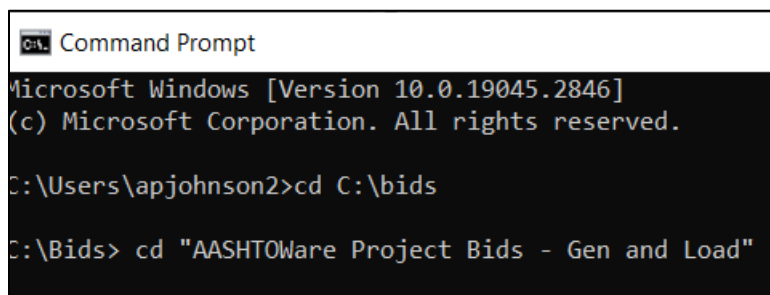 C:\. Command Prompt
Microsoft Windows [Version 10.0.19045.2846]
(c) Microsoft Corporation. All rights reserved.
C:\Users\apjohnson2>cd C:\bids
C:\Bids> cd "AASHTOWare Project Bids - Gen and Load"